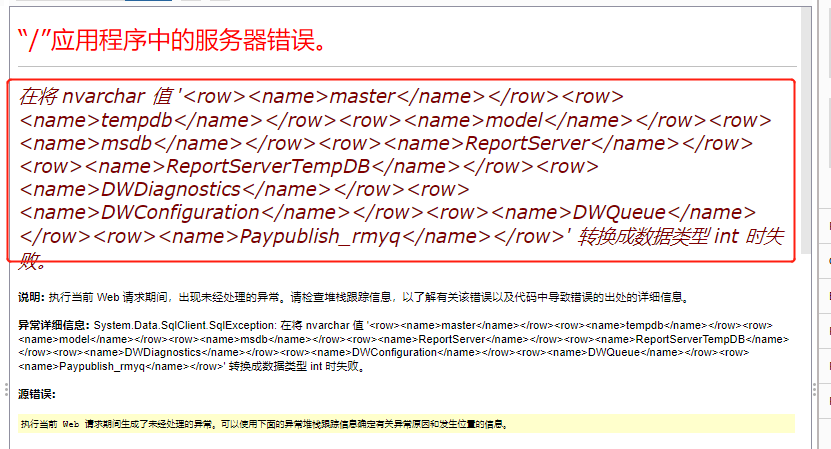 “/”应用程序中的服务器错误。
在将 nvarchar 值 '<row><name>master</name></row><row>
<name>tempdb</name></row><row><name>model</name></row><row>
<name>msdb</name></row><row><name>ReportServer</name></row>
<row><name>ReportServerTempDB</name></row><row>
<name>DWDiagnostics</name></row><row>
<name>DWConfiguration</name></row><row><name>DWQueue</name>
</row><row><name>Paypublish_rmyq</name></row>' 转换成数据类型 int 时失
败。
说明: 执行当前 Web 请求期间，出现未经处理的异常。请检查堆栈跟踪信息，以了解有关该错误以及代码中导致错误的出处的详细信息。
异常详细信息: System.Data.SqlClient.SqlException: 在将 nvarchar 值 '<row><name>master</name></row><row><name>tempdb</name></row><row>
<name>model</name></row><row><name>msdb</name></row><row><name>ReportServer</name></row><row><name>ReportServerTempDB</name>
</row><row><name>DWDiagnostics</name></row><row><name>DWConfiguration</name></row><row><name>DWQueue</name></row><row>
<name>Paypublish_rmyq</name></row>' 转换成数据类型 int 时失败。
源错误:
执行当前 Web 请求期间生成了未经处理的异常。可以使用下面的异常堆栈跟踪信息确定有关异常原因和发生位置的信息。